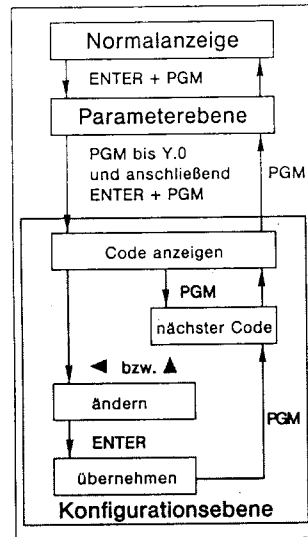 Normalanzeige
ENTER + PGM
Parameterebene
PGM bis Y.0
und anschließend
ENTER + PGM
PGM
Code anzeigen
PGM
nächster Code
◄ bzw. ▲
ändern
PGM
ENTER
übernehmen
Konfigurationsebene